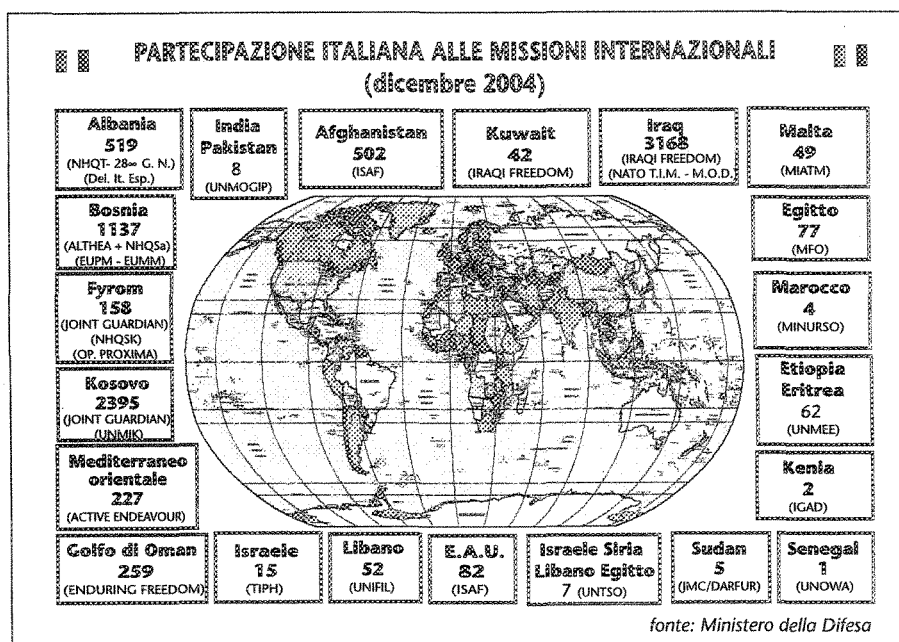 PARTECIPAZIONE ITALIANA ALLE MISSIONI INTERNAZIONALI
(dicembre 2004)
Albania
519
(NHQT- 28∞ G. N.)
(Del. It. Esp.)
India
Pakistan
8
(UNMOGIP)
Afghanistan
502
(ISAF)
Kuwait
42
(IRAQI FREEDOM)
Iraq
3168
(IRAQI FREEDOM)
(NATO T.I.M. - M.O.D.)
Malta
49
(MIATM)
Bosnia
1137
(ALTHEA + NHQSa)
(EUPM - EUMM)
Egitto
77
(MFO)
Fyrom
158
(JOINT GUARDIAN)
(NHQSK)
(OP. PROXIMA)
Marocco
4
(MINURSO)
Kosovo
2395
(JOINT GUARDIAN)
(UNMIK)
Etiopia
Eritrea
62
(UNMEE)
Mediterraneo
orientale
227
(ACTIVE ENDEAVOUR)
Kenia
2
(IGAD)
Golfo di Oman
259
(ENDURING FREEDOM)
Israele
15
(TIPH)
Libano
52
(UNIFIL)
E.A.U.
82
(ISAF)
Israele Siria
Libano Egitto
7 (UNTSO)
Sudan
5
(JMC/DARFUR)
Senegal
1
(UNOWA)
fonte: Ministero della Difesa